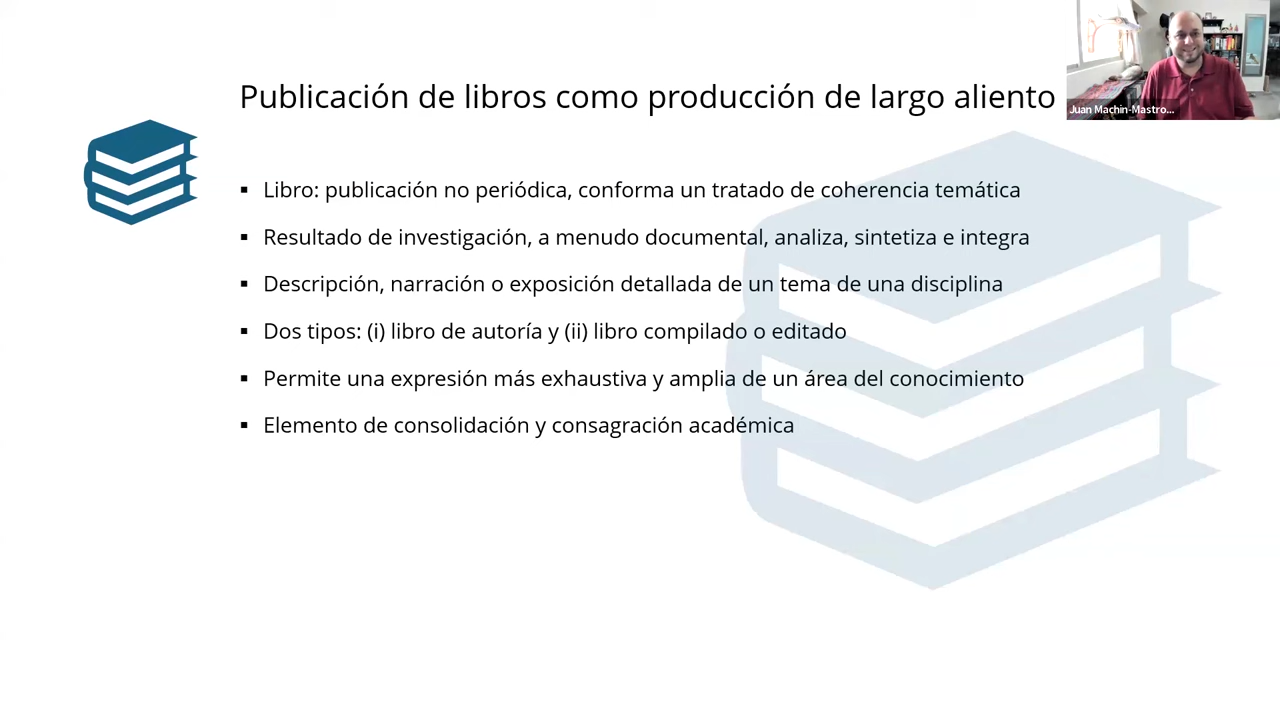 Publicación de libros como producción de largo aliento
Juan Machin-Mastro...
▪ Libro: publicación no periódica, conforma un tratado de coherencia temática
▪ Resultado de investigación, a menudo documental, analiza, sintetiza e integra
▪ Descripción, narración o exposición detallada de un tema de una disciplina
▪ Dos tipos: (i) libro de autoría y (ii) libro compilado o editado
▪ Permite una expresión más exhaustiva y amplia de un área del conocimiento
▪ Elemento de consolidación y consagración académica